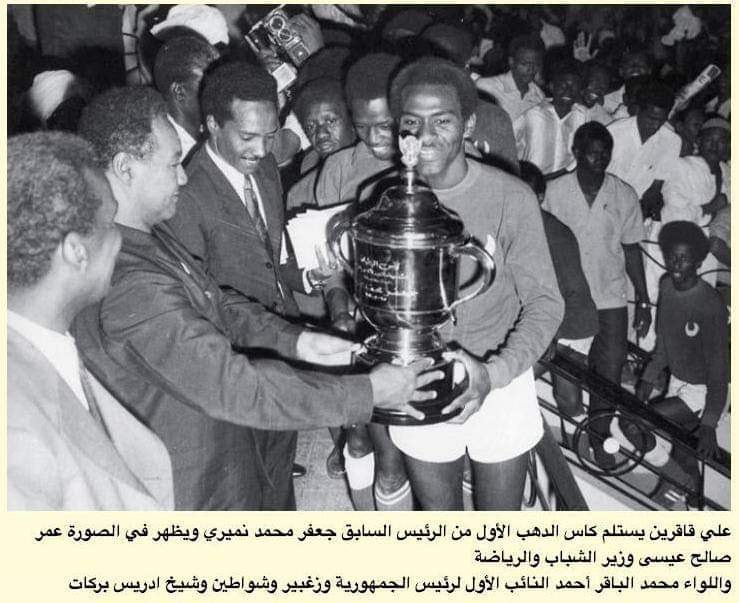 علي قاقرين يستلم كاس الدهب الأول من الرئيس السابق جعفر محمد نميري ويظهر في الصورة عمر
صالح عيسى وزير الشباب والرياضة
واللواء محمد الباقر أحمد النائب الأول لرئيس الجمهورية وزغبير وشواطين وشيخ ادريس بركات